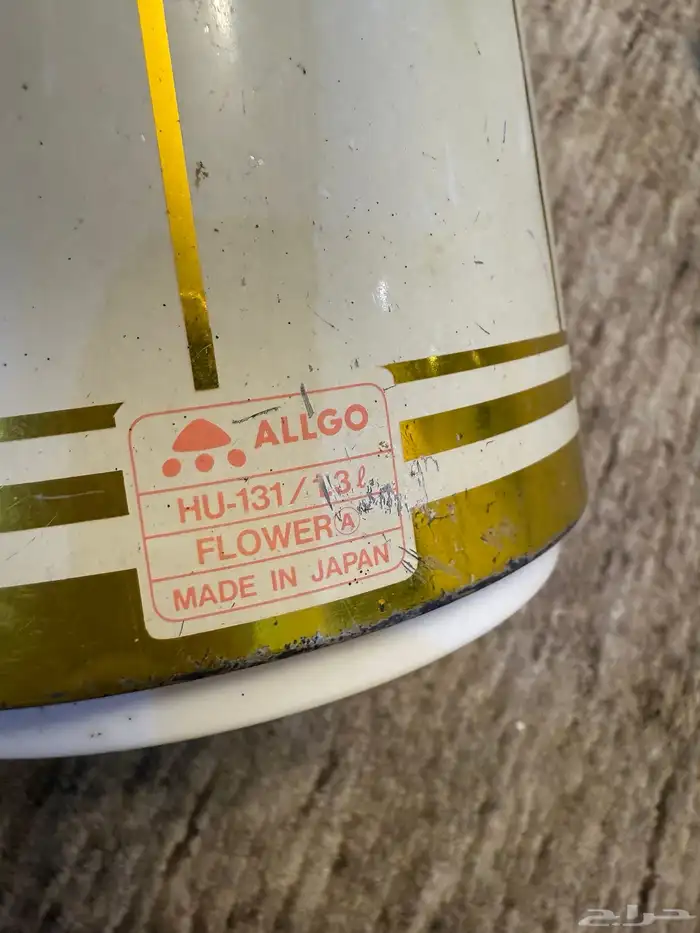 ALLGO
HU-131/1.3ℓ
FLOWER Ⓐ
MADE IN JAPAN
حراج